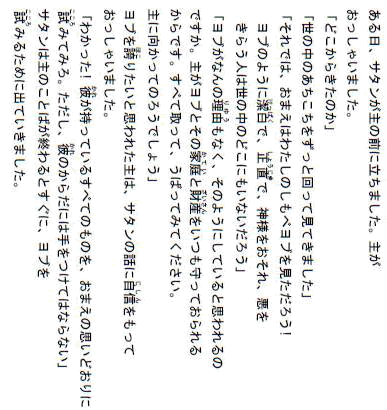 ある日、サタンが主の前に立ちました。主が
おっしゃいました。
「どこからきたのか」
「世の中のあちこちをずっと回って見てきました」
「それでは、おまえはわたしのしもべヨブを見ただろう！
ヨブのように潔白で、正直で、神様をおそれ、悪を
きらう人は世の中のどこにもいないだろう」
「ヨブがなんの理由もなく、そのようにしていると思われるの
ですか。主がヨブとその家庭と財産をいつも守っておられる
からです。すべて取って、うばってみてください。
主に向かってのろうでしょう」
ヨブを誇りたいと思われた主は、サタンの話に自信をもって
おっしゃいました。
「わかった！彼が持っているすべてのものを、おまえの思いどおりに
試みてみろ。ただし、彼のからだには手をつけてはならない」
サタンは主のことばが終わるとすぐに、ヨブを
試みるために出ていきました。